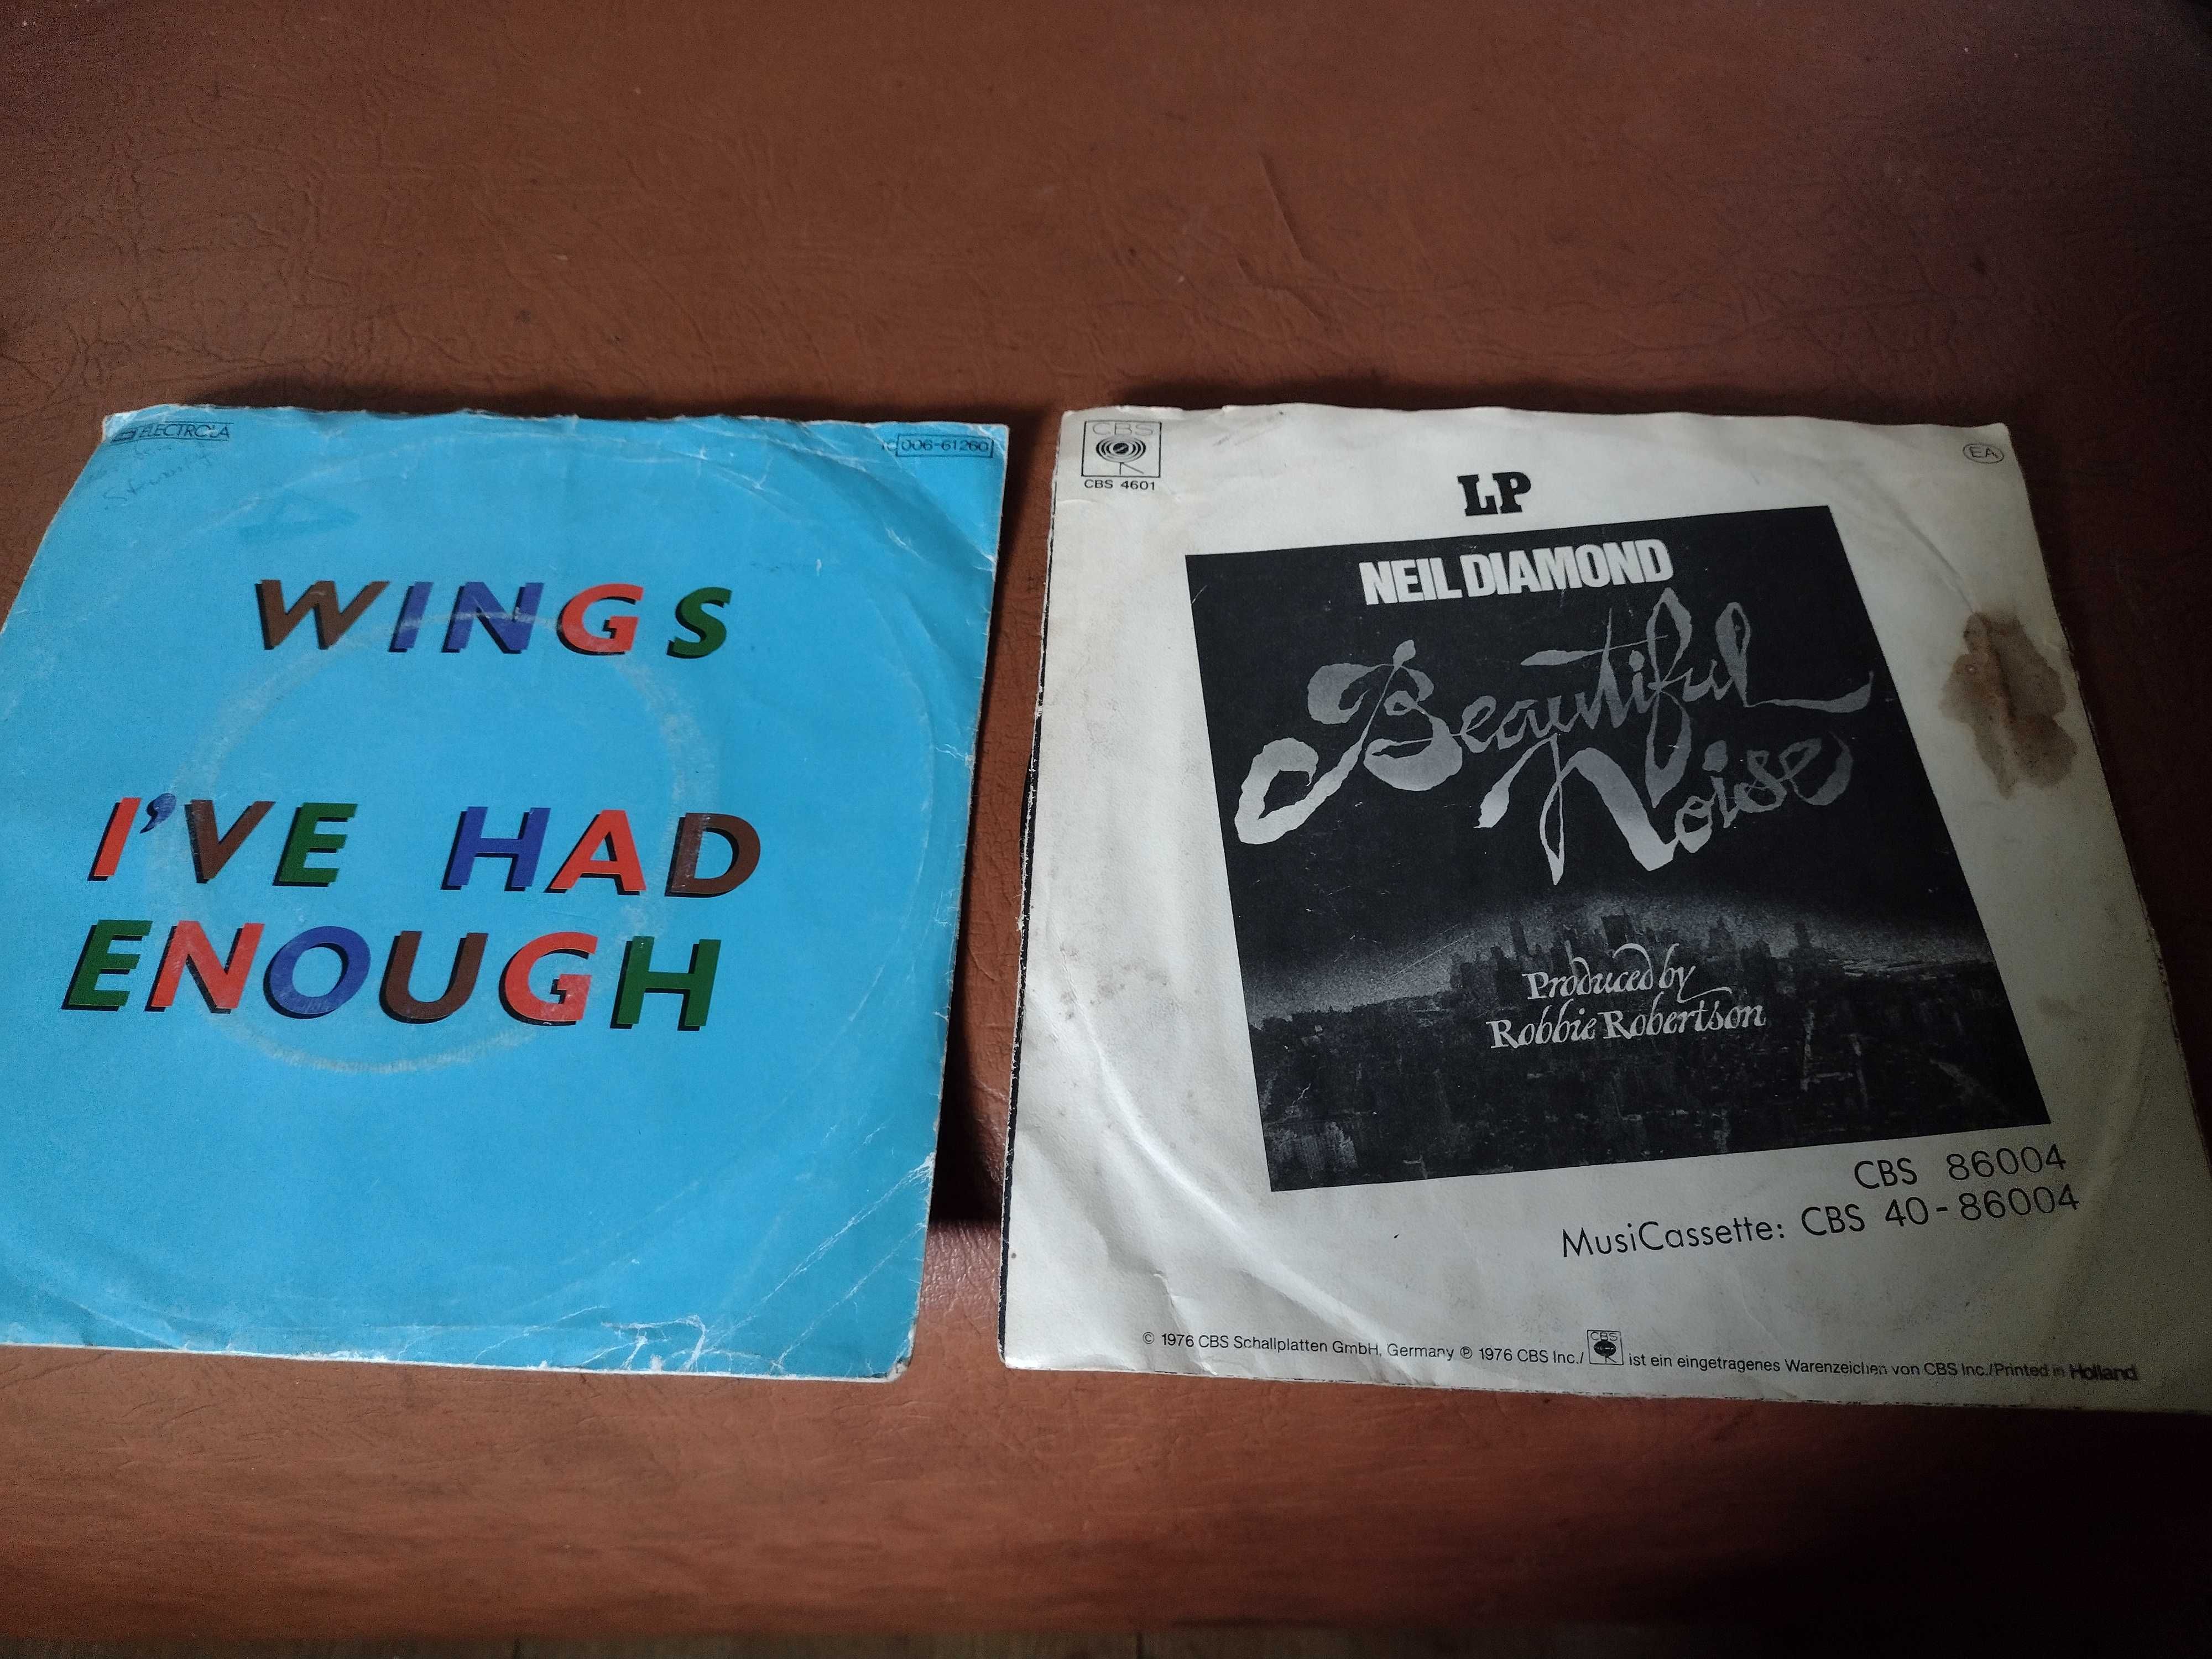 ELECTROLA
1C 006-61260
WINGS
I'VE HAD
ENOUGH
CBS
CBS 4601
EA
LP
NEIL DIAMOND
Beautiful
Noise
Produced by
Robbie Robertson
CBS 86004
MusiCassette: CBS 40-86004
© 1976 CBS Schallplatten GmbH, Germany ℗ 1976 CBS Inc./ CBS ist ein eingetragenes Warenzeichen von CBS Inc./Printed in Holland